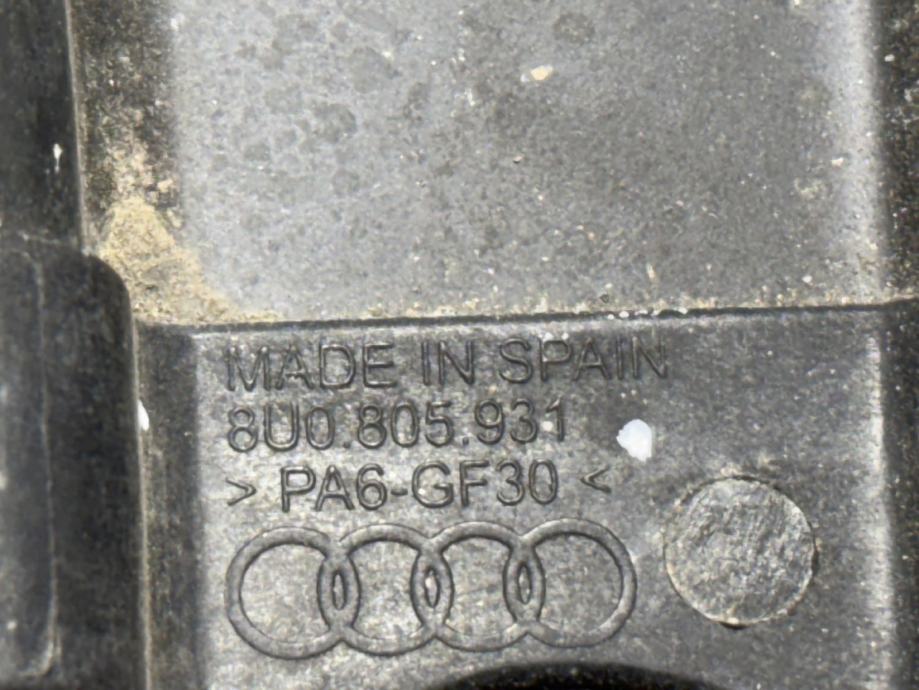 MADE IN SPAIN
8U0.805.931
> PA6-GF30 <